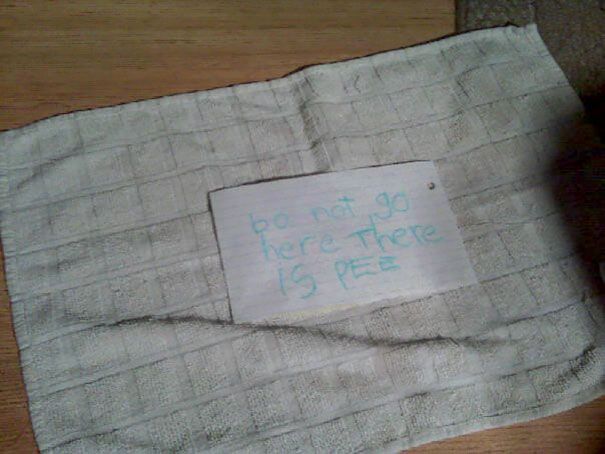 Do not go
here There
IS PEE